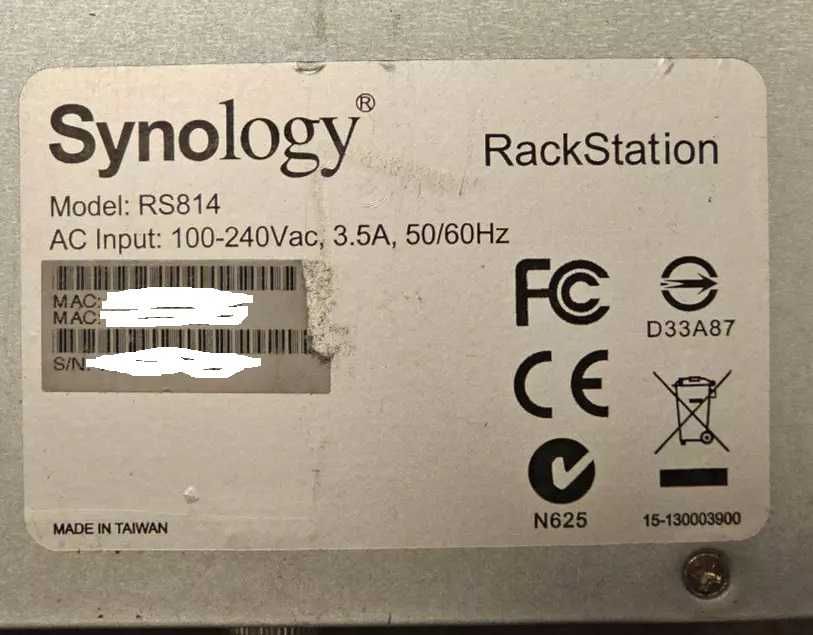 Synology®
RackStation
Model: RS814
AC Input: 100-240Vac, 3.5A, 50/60Hz
MAC:
MAC:
S/N:
FC
D33A87
CE
N625
15-130003900
MADE IN TAIWAN